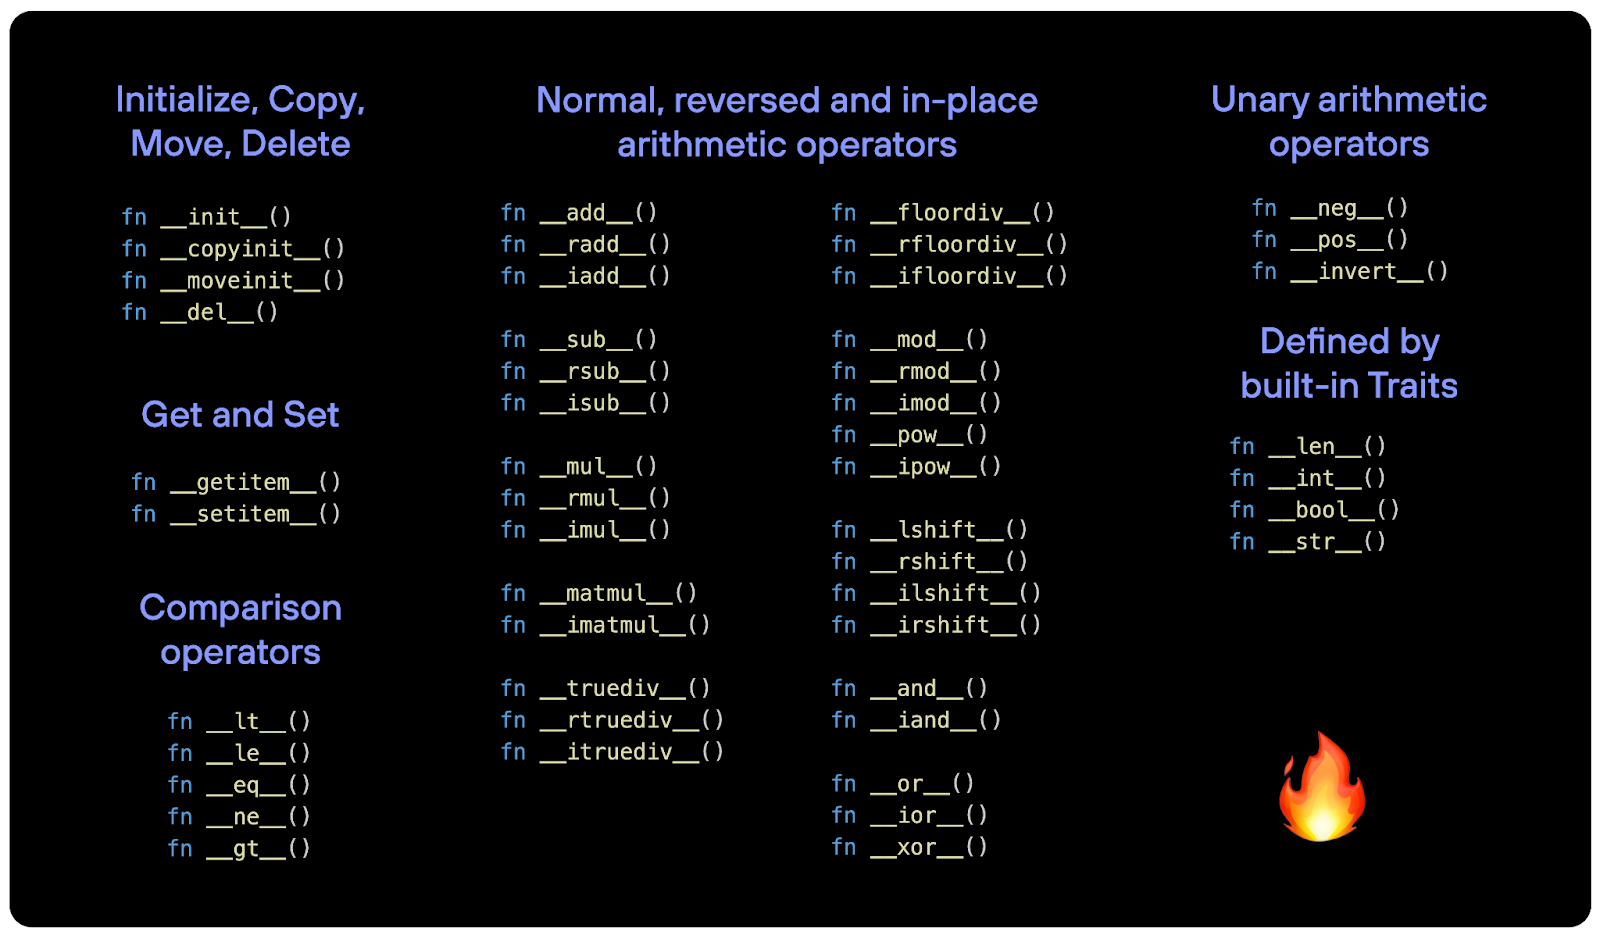 Initialize, Copy,
Move, Delete
fn __init__()
fn __copyinit__()
fn __moveinit__()
fn __del__()
Get and Set
fn __getitem__()
fn __setitem__()
Comparison
operators
fn __lt__()
fn __le__()
fn __eq__()
fn __ne__()
fn __gt__()
Normal, reversed and in-place
arithmetic operators
fn __add__()
fn __radd__()
fn __iadd__()
fn __sub__()
fn __rsub__()
fn __isub__()
fn __mul__()
fn __rmul__()
fn __imul__()
fn __matmul__()
fn __imatmul__()
fn __truediv__()
fn __rtruediv__()
fn __itruediv__()
fn __floordiv__()
fn __rfloordiv__()
fn __ifloordiv__()
fn __mod__()
fn __rmod__()
fn __imod__()
fn __pow__()
fn __ipow__()
fn __lshift__()
fn __rshift__()
fn __ilshift__()
fn __irshift__()
fn __and__()
fn __iand__()
fn __or__()
fn __ior__()
fn __xor__()
Unary arithmetic
operators
fn __neg__()
fn __pos__()
fn __invert__()
Defined by
built-in Traits
fn __len__()
fn __int__()
fn __bool__()
fn __str__()